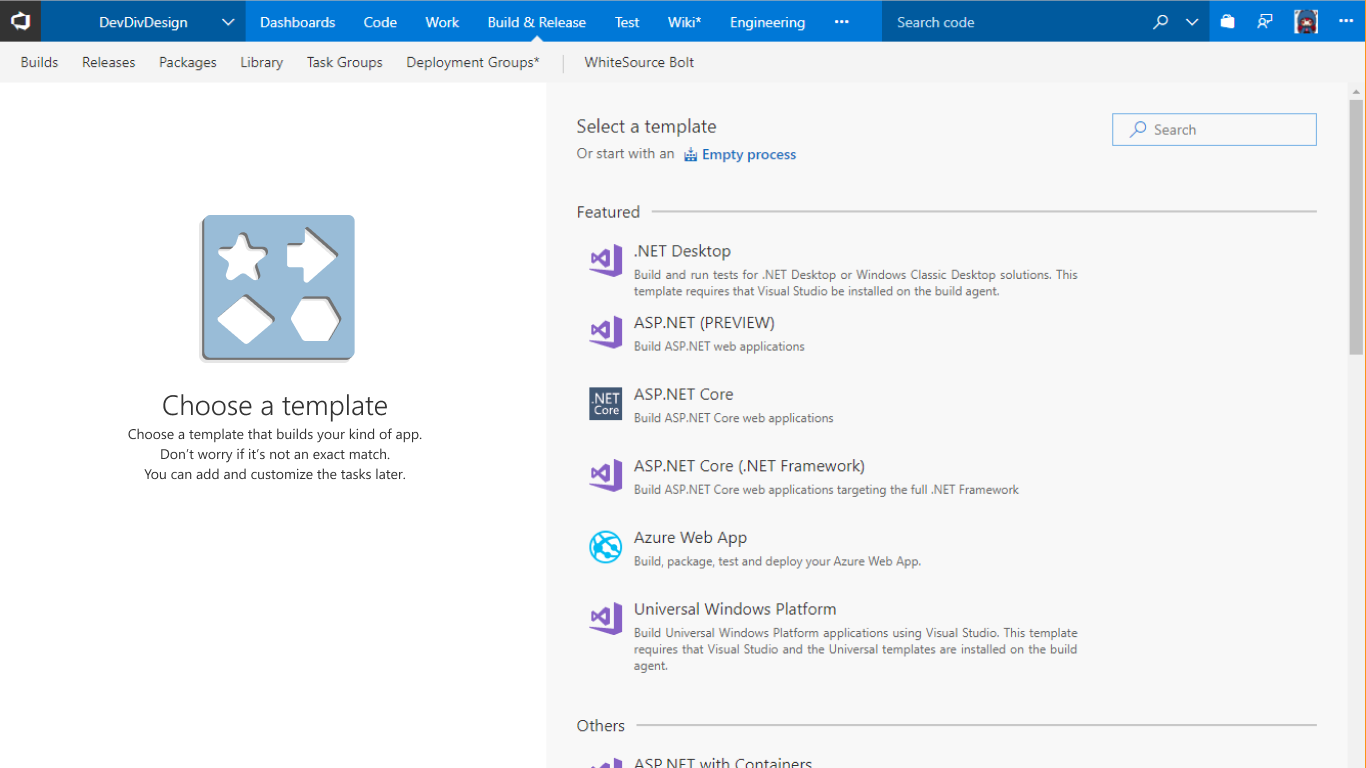 DevDivDesign Dashboards Code Work Build & Release Test Wiki* Engineering ••• Search code •••
Builds Releases Packages Library Task Groups Deployment Groups* WhiteSource Bolt
Choose a template
Choose a template that builds your kind of app.
Don't worry if it's not an exact match.
You can add and customize the tasks later.
Select a template
Search
Or start with an Empty process
Featured
.NET Desktop
Build and run tests for .NET Desktop or Windows Classic Desktop solutions. This
template requires that Visual Studio be installed on the build agent.
ASP.NET (PREVIEW)
Build ASP.NET web applications
.NET
Core
ASP.NET Core
Build ASP.NET Core web applications
ASP.NET Core (.NET Framework)
Build ASP.NET Core web applications targeting the full .NET Framework
Azure Web App
Build, package, test and deploy your Azure Web App.
Universal Windows Platform
Build Universal Windows Platform applications using Visual Studio. This template
requires that Visual Studio and the Universal templates are installed on the build
agent.
Others
ASP.NET with Containers